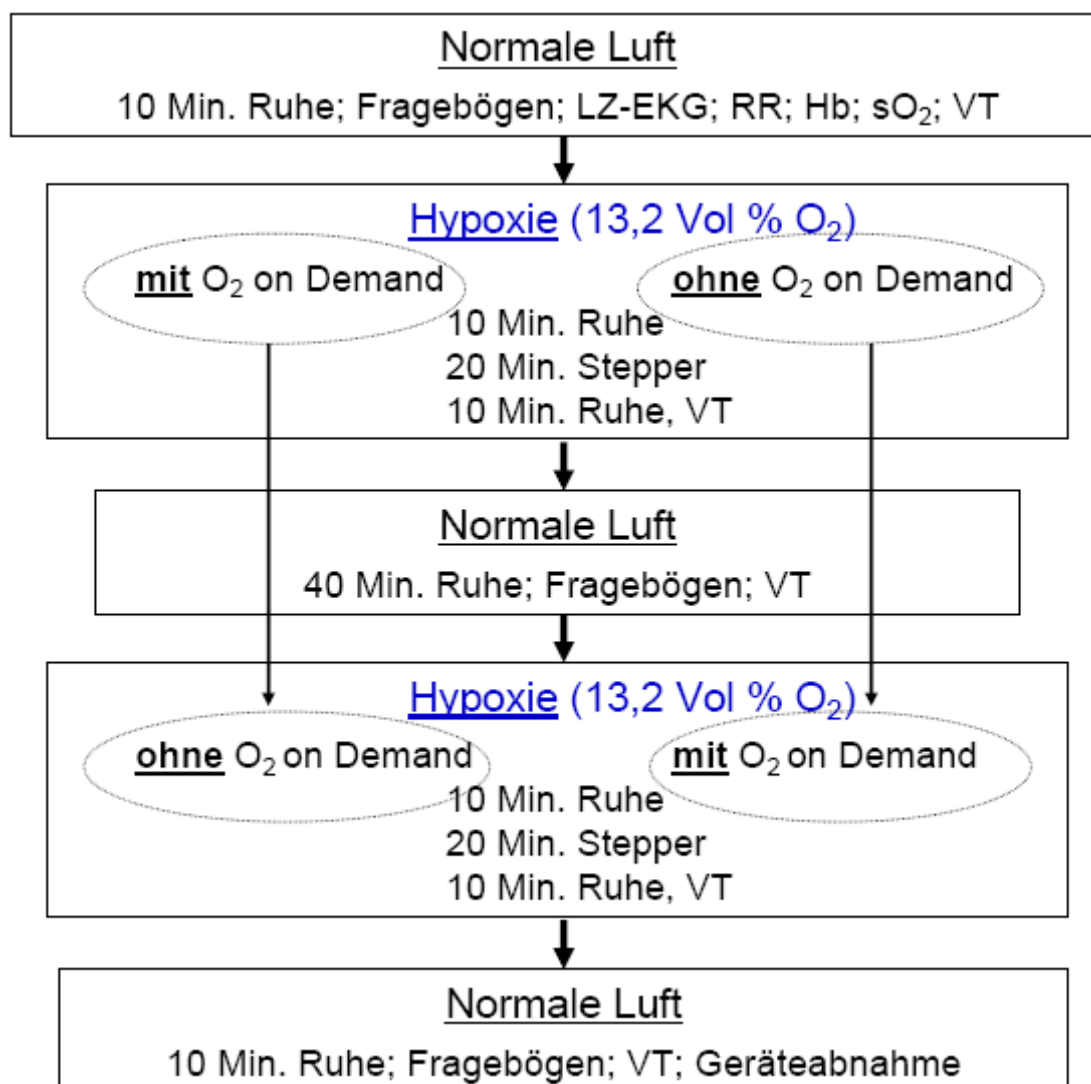 Normale Luft
10 Min. Ruhe; Fragebögen; LZ-EKG; RR; Hb; sO₂; VT
Hypoxie (13,2 Vol % O₂)
mit O₂ on Demand
ohne O₂ on Demand
10 Min. Ruhe
20 Min. Stepper
10 Min. Ruhe, VT
Normale Luft
40 Min. Ruhe; Fragebögen; VT
Hypoxie (13,2 Vol % O₂)
ohne O₂ on Demand
mit O₂ on Demand
10 Min. Ruhe
20 Min. Stepper
10 Min. Ruhe, VT
Normale Luft
10 Min. Ruhe; Fragebögen; VT; Geräteabnahme